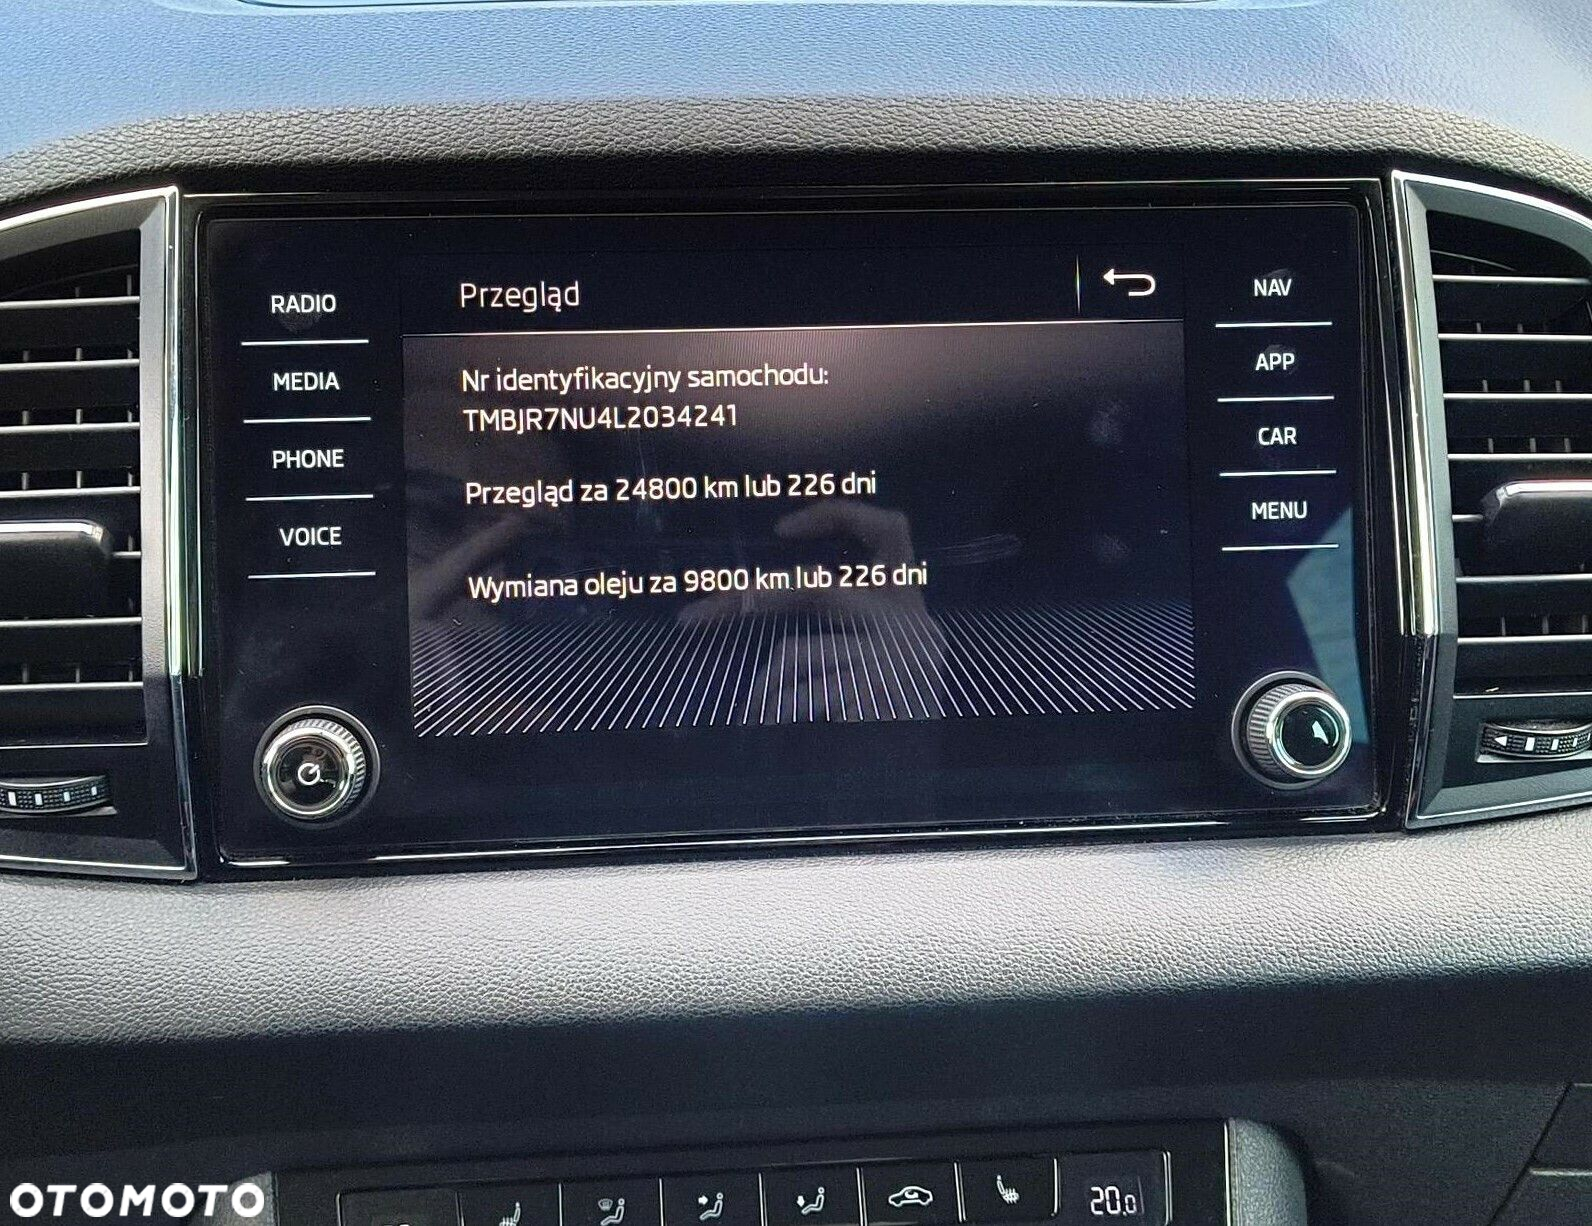 Przegląd
RADIO
MEDIA
PHONE
VOICE
Nr identyfikacyjny samochodu:
TMBJR7NU4L2034241
Przegląd za 24800 km lub 226 dni
Wymiana oleju za 9800 km lub 226 dni
NAV
APP
CAR
MENU
20.0
OTOMOTO